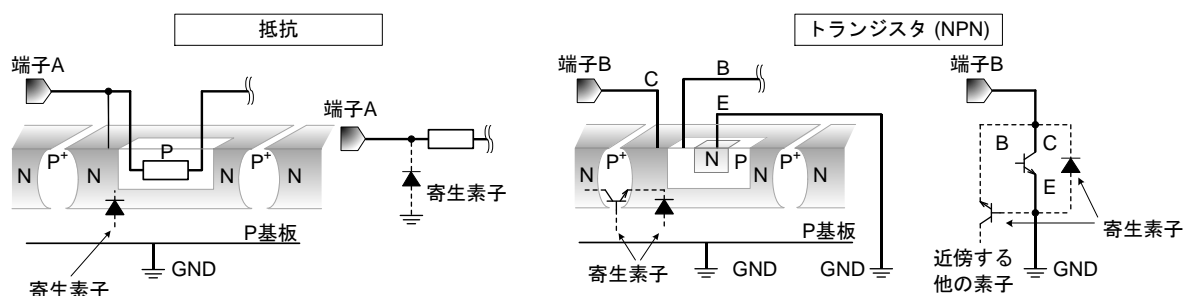 抵抗
端子A
N
P+
N
P
N
P+
N
P基板
GND
寄生素子
端子A
寄生素子
トランジスタ (NPN)
端子B
C
B
E
N
P+
N
N
P
N
P+
N
P基板
寄生素子
GND
GND
端子B
B
C
E
寄生素子
近傍する
他の素子
GND